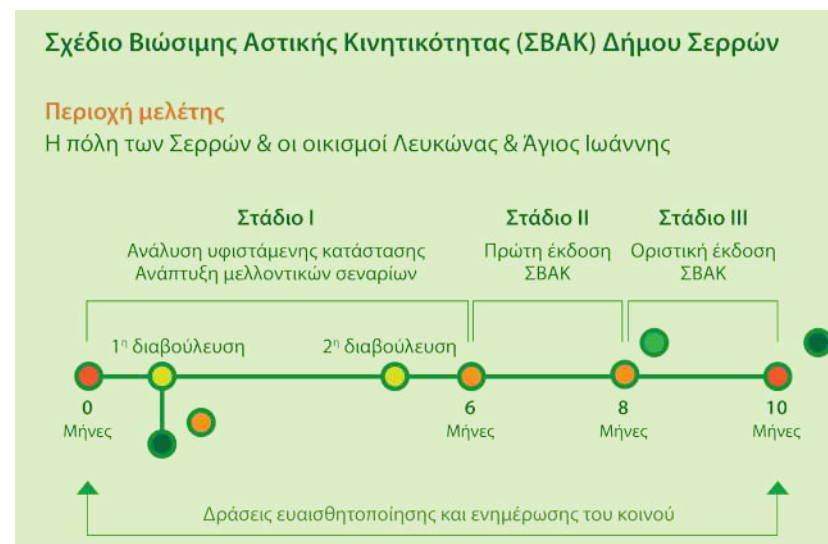 Σχέδιο Βιώσιμης Αστικής Κινητικότητας (ΣΒΑΚ) Δήμου Σερρών
Περιοχή μελέτης
Η πόλη των Σερρών & οι οικισμοί Λευκώνας & Άγιος Ιωάννης
Στάδιο I
Ανάλυση υφιστάμενης κατάστασης
Ανάπτυξη μελλοντικών σεναρίων
Στάδιο II
Πρώτη έκδοση
ΣΒΑΚ
Στάδιο III
Οριστική έκδοση
ΣΒΑΚ
1η διαβούλευση
2η διαβούλευση
0
Μήνες
6
Μήνες
8
Μήνες
10
Μήνες
Δράσεις ευαισθητοποίησης και ενημέρωσης του κοινού